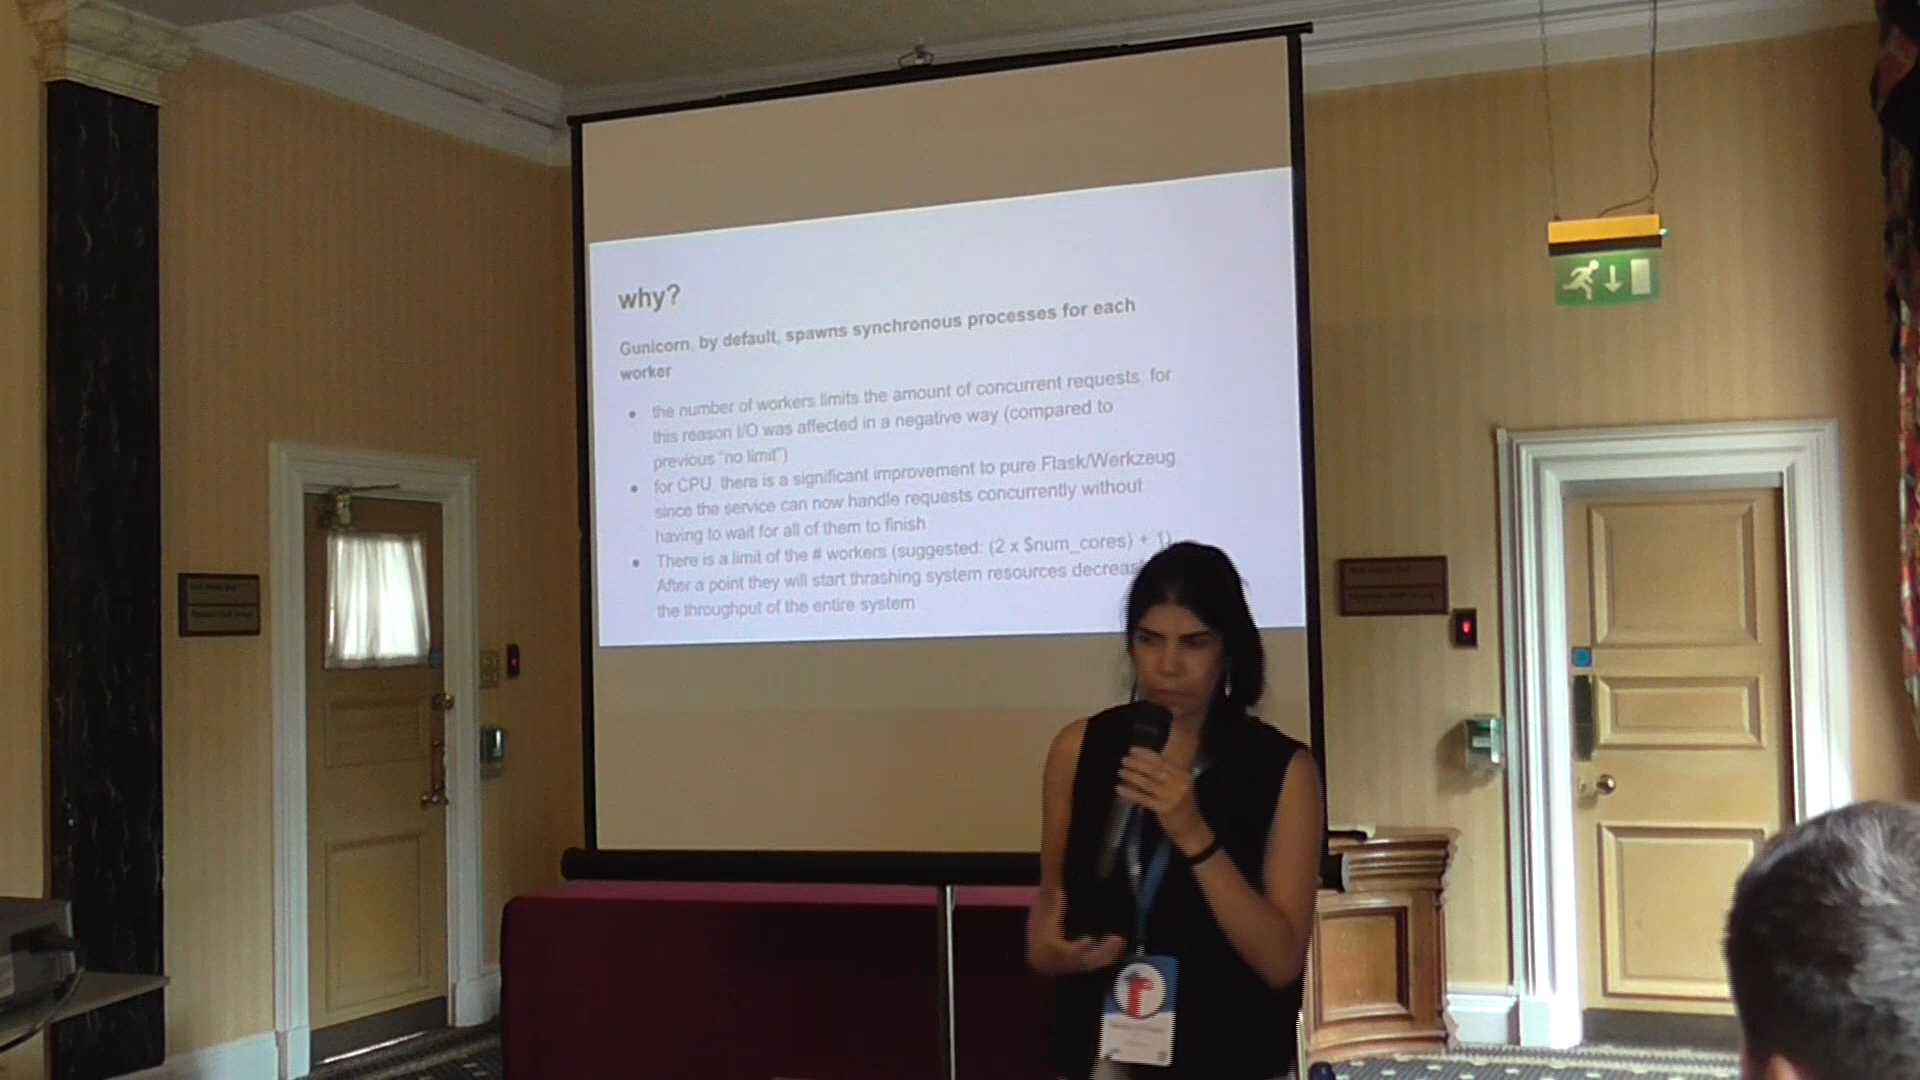 why?
Gunicorn, by default, spawns synchronous processes for each
worker
• the number of workers limits the amount of concurrent requests for
this reason I/O was affected in a negative way (compared to
previous "no limit")
• for CPU, there is a significant improvement to pure Flask/Werkzeug
since the service can now handle requests concurrently without
having to wait for all of them to finish
• There is a limit of the # workers (suggested: (2 x $num_cores) + 1)
After a point they will start thrashing system resources
the throughput of the entire system